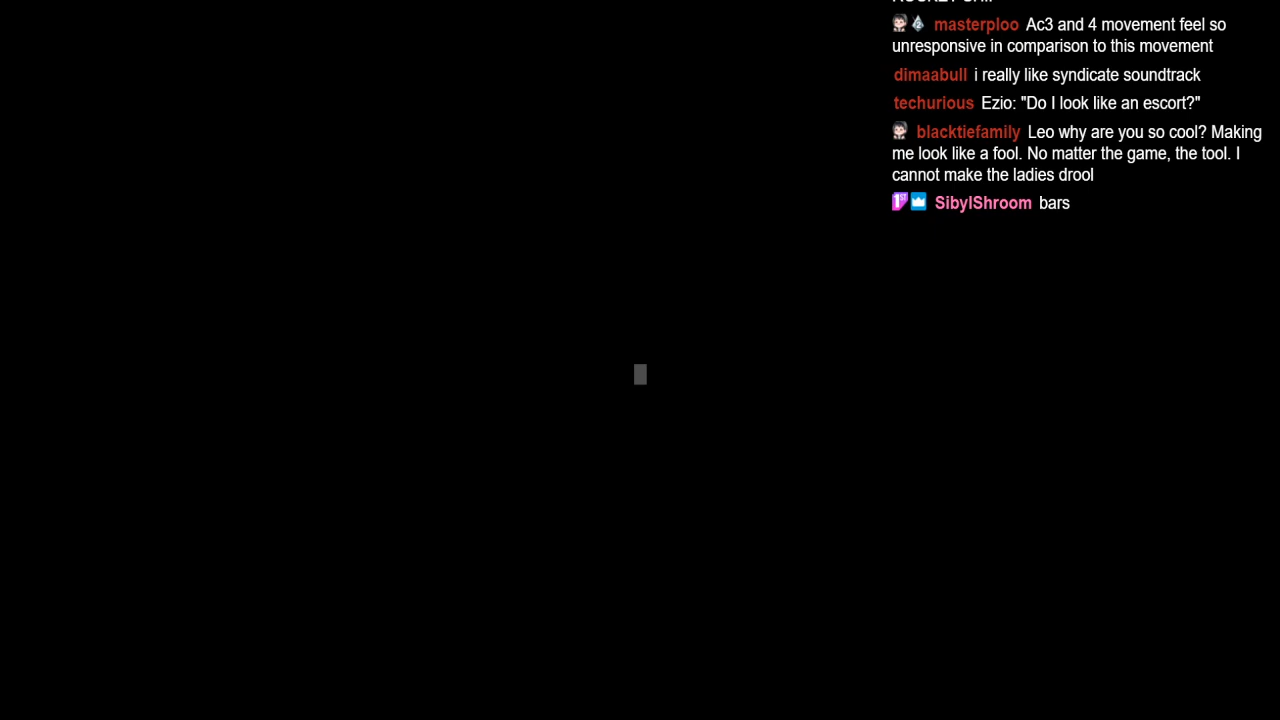 masterploo Ac3 and 4 movement feel so
unresponsive in comparison to this movement
dimaabull i really like syndicate soundtrack
techurious Ezio: "Do I look like an escort?"
blacktiefamily Leo why are you so cool? Making
me look like a fool. No matter the game, the tool. I
cannot make the ladies drool
1ST SibylShroom bars